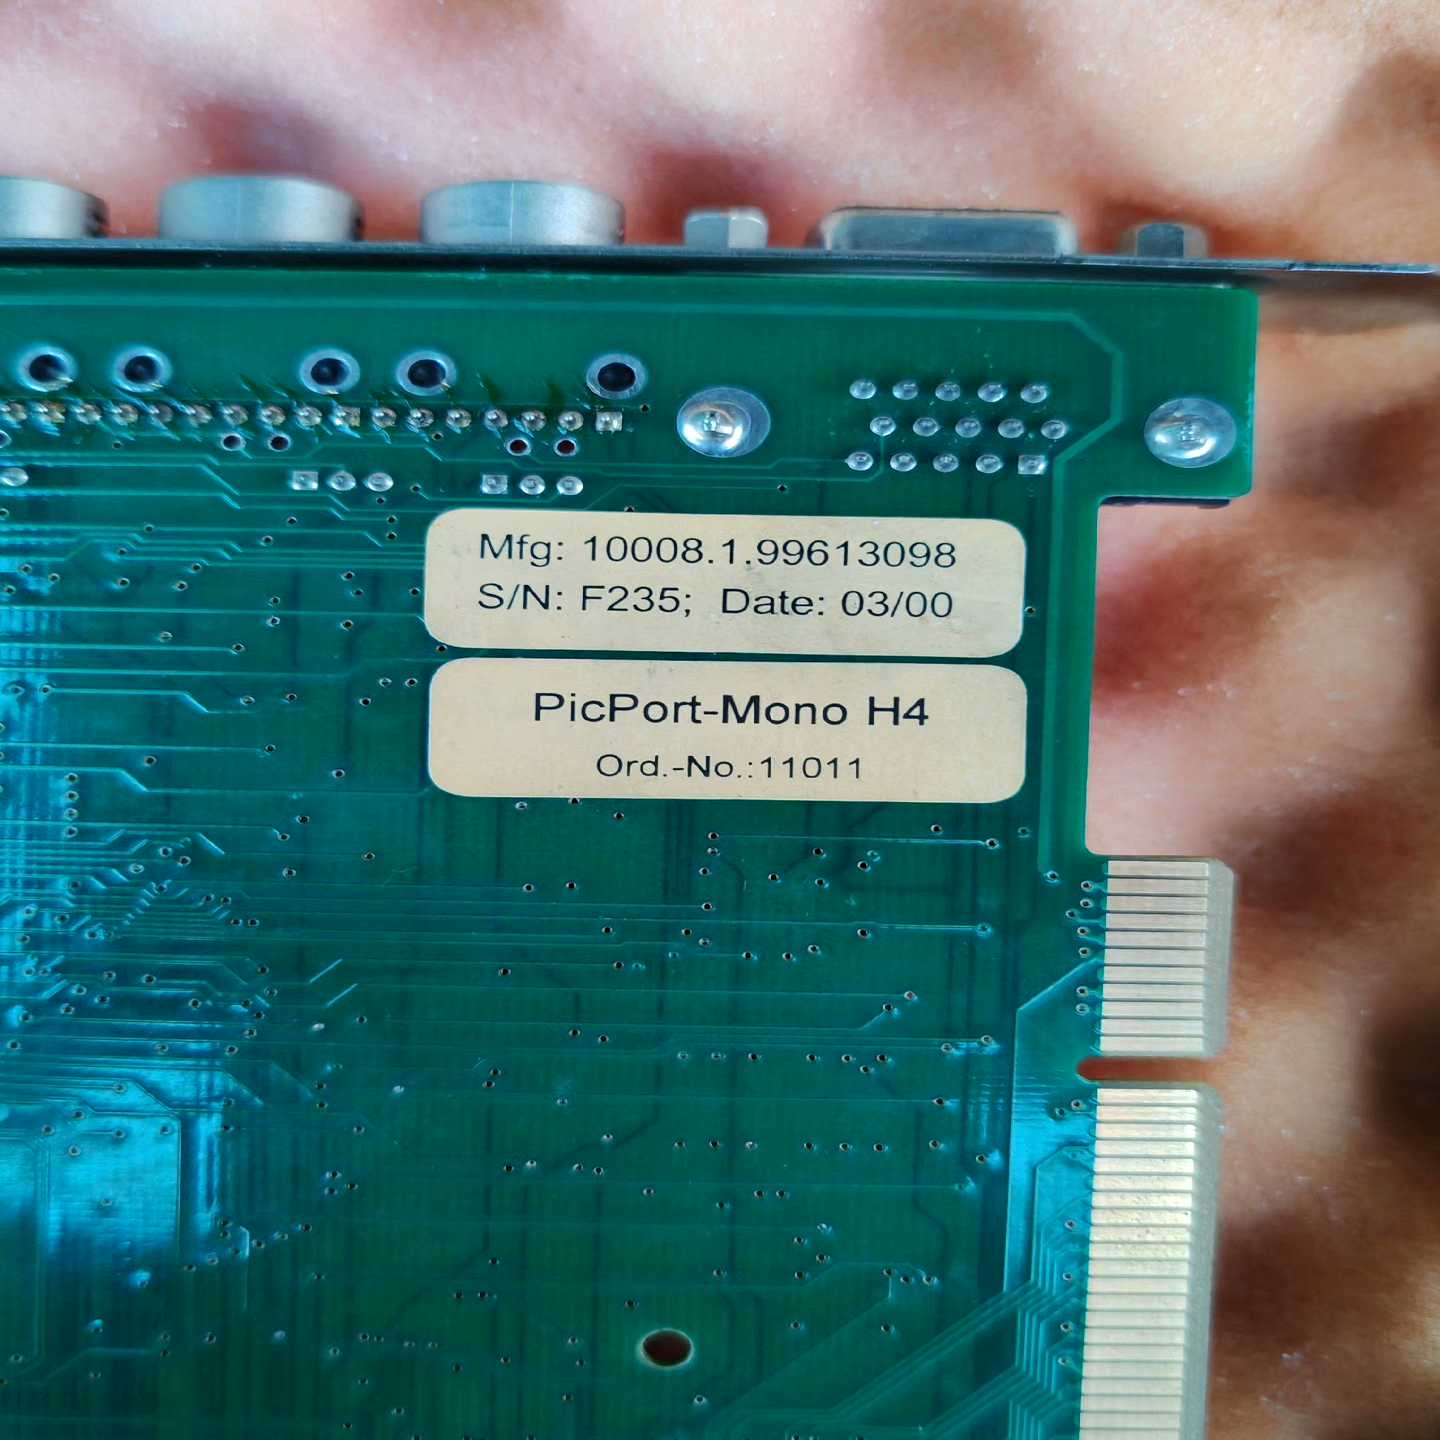 Mfg: 10008.1.99613098
S/N: F235; Date: 03/00
PicPort-Mono H4
Ord.-No.:11011